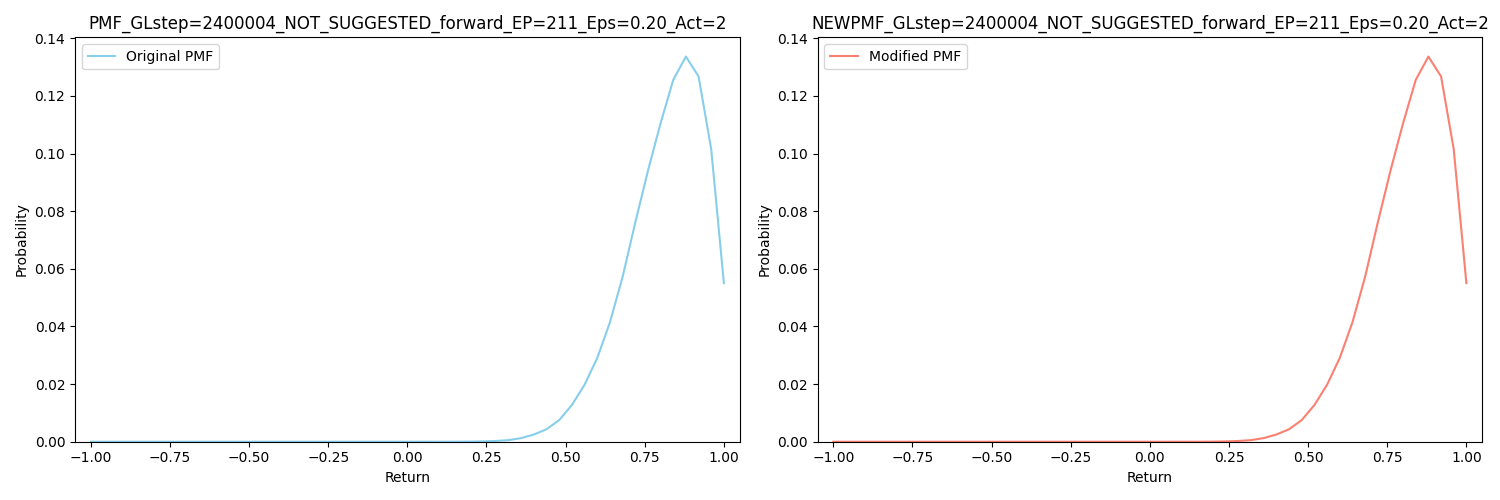 PMF_GLstep=2400004_NOT_SUGGESTED_forward_EP=211_Eps=0.20_Act=2
Original PMF
Probability
0.14
0.12
0.10
0.08
0.06
0.04
0.02
0.00
−1.00 −0.75 −0.50 −0.25 0.00 0.25 0.50 0.75 1.00
Return
NEWPMF_GLstep=2400004_NOT_SUGGESTED_forward_EP=211_Eps=0.20_Act=2
Modified PMF
Probability
0.14
0.12
0.10
0.08
0.06
0.04
0.02
0.00
−1.00 −0.75 −0.50 −0.25 0.00 0.25 0.50 0.75 1.00
Return